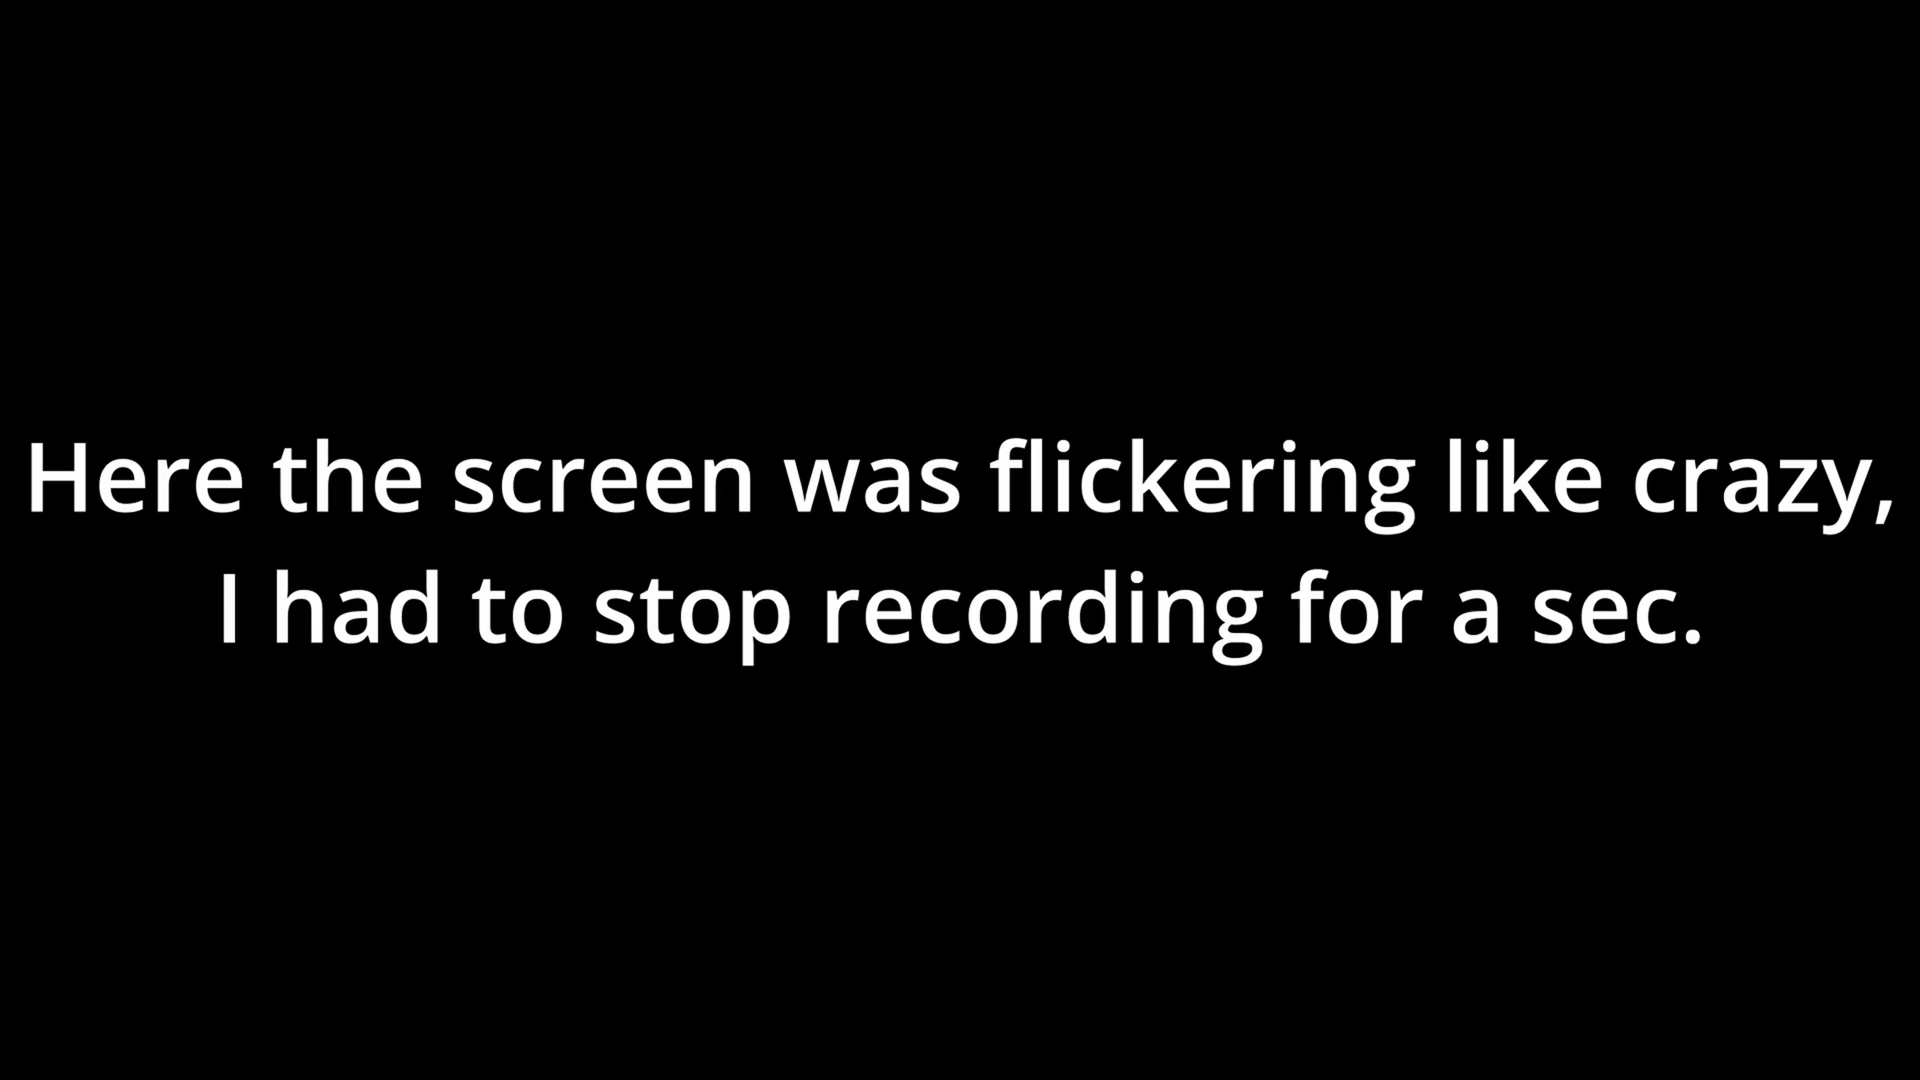 Here the screen was flickering like crazy,
I had to stop recording for a sec.